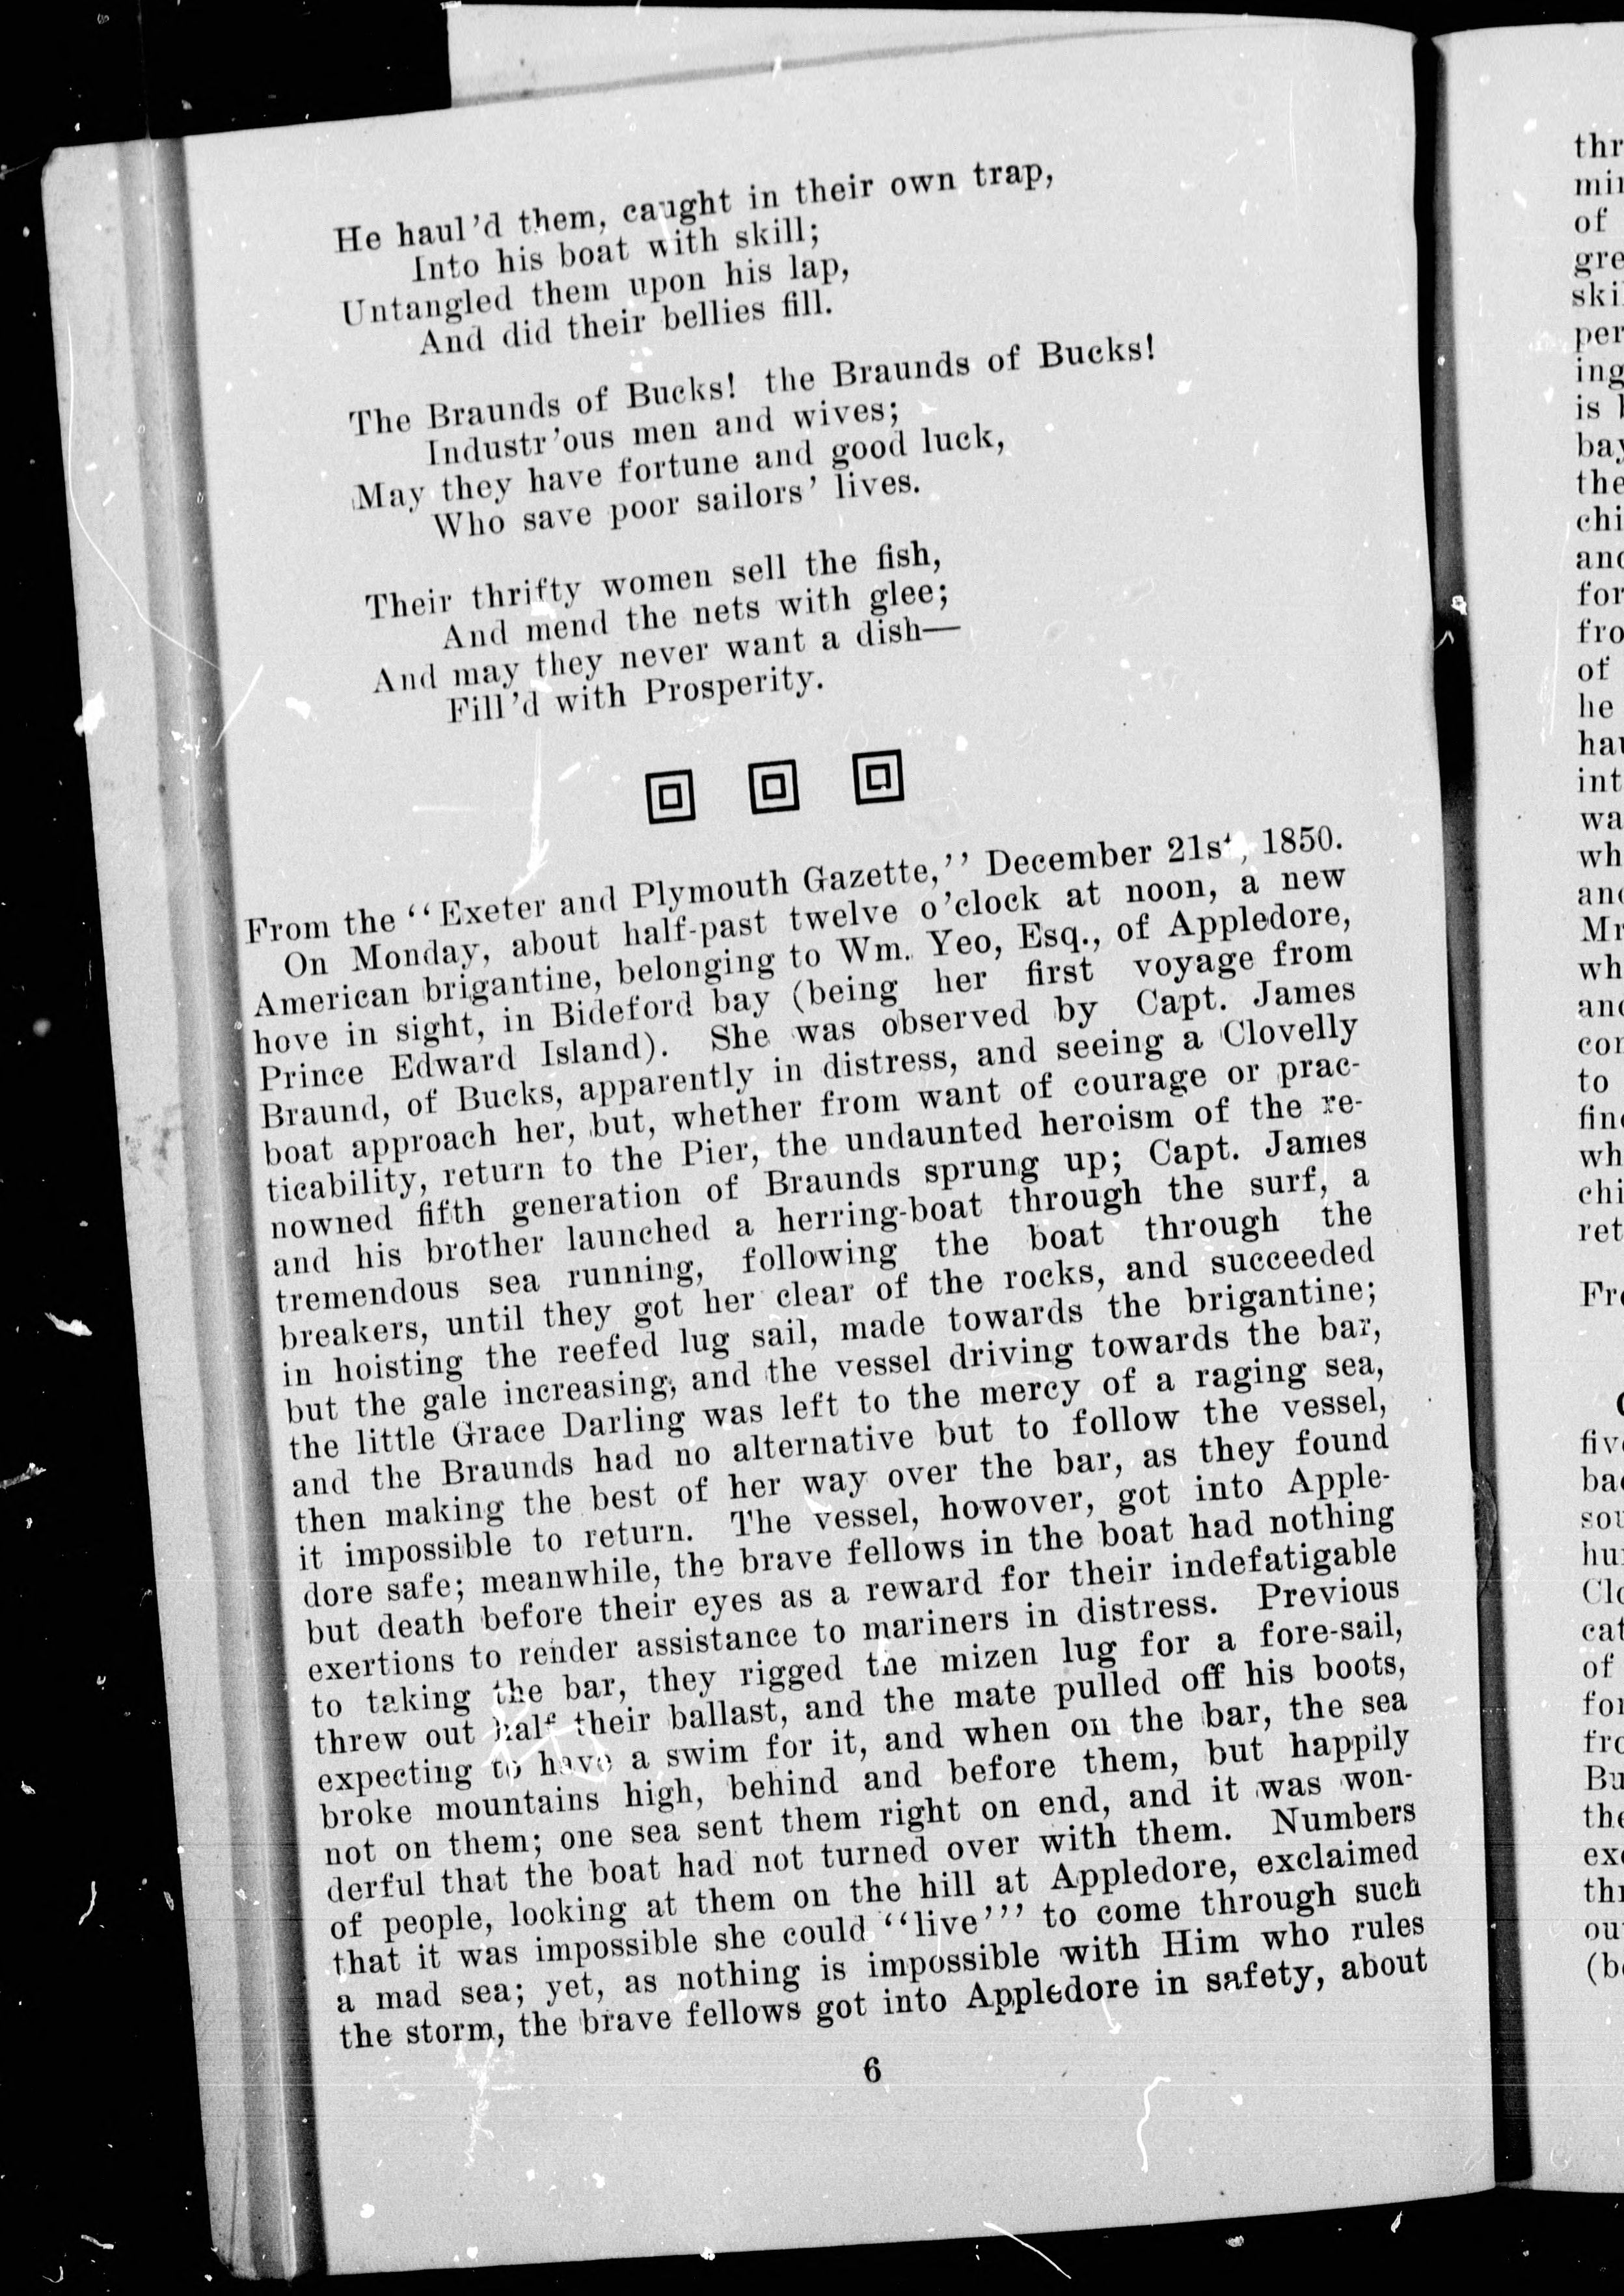 He haul'd them, caught in their own trap,
Into his boat with skill;
Untangled them upon his lap,
And did their bellies fill.
The Braunds of Bucks! the Braunds of Bucks!
Industr'ous men and wives;
May they have fortune and good luck,
Who save poor sailors' lives.
Their thrifty women sell the fish,
And mend the nets with glee;
And may they never want a dish—
Fill'd with Prosperity.
From the "Exeter and Plymouth Gazette," December 21st, 1850.
On Monday, about half-past twelve o'clock at noon, a new
American brigantine, belonging to Wm. Yeo, Esq., of Appledore,
hove in sight, in Bideford bay (being her first voyage from
Prince Edward Island). She was observed by Capt. James
Braund, of Bucks, apparently in distress, and seeing a Clovelly
boat approach her, but, whether from want of courage or prac-
ticability, return to the Pier, the undaunted heroism of the re-
nowned fifth generation of Braunds sprung up; Capt. James
and his brother launched a herring-boat through the surf, a
tremendous sea running, following the boat through the
breakers, until they got her clear of the rocks, and succeeded
in hoisting the reefed lug sail, made towards the brigantine;
but the gale increasing, and the vessel driving towards the bar,
the little Grace Darling was left to the mercy of a raging sea,
and the Braunds had no alternative but to follow the vessel,
then making the best of her way over the bar, as they found
it impossible to return. The vessel, howover, got into Apple-
dore safe; meanwhile, the brave fellows in the boat had nothing
but death before their eyes as a reward for their indefatigable
exertions to render assistance to mariners in distress. Previous
to taking the bar, they rigged the mizen lug for a fore-sail,
threw out half their ballast, and the mate pulled off his boots,
expecting to have a swim for it, and when on the bar, the sea
broke mountains high, behind and before them, but happily
not on them; one sea sent them right on end, and it was won-
derful that the boat had not turned over with them. Numbers
of people, looking at them on the hill at Appledore, exclaimed
that it was impossible she could "live"' to come through such
a mad sea; yet, as nothing is impossible with Him who rules
the storm, the brave fellows got into Appledore in safety, about
6